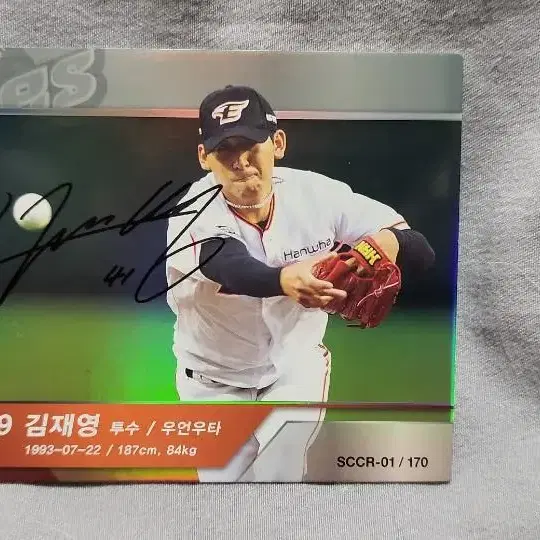 as
Hanwha
9 김재영 투수 / 우언우타
1993-07-22 / 187cm, 84kg
SCCR-01 / 170